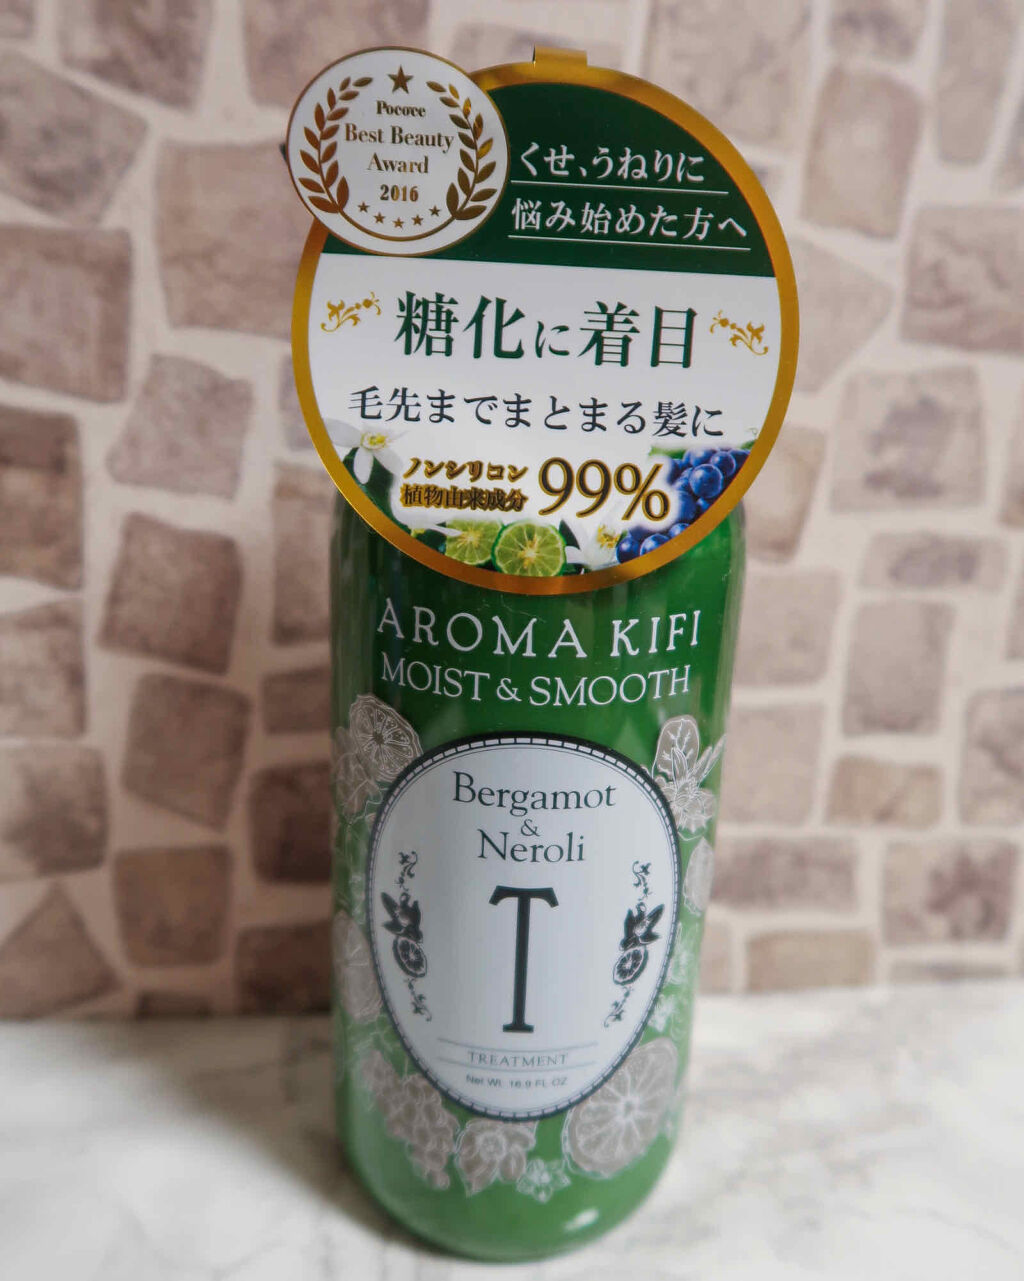 Pococe
Best Beauty
Award
2016
くせ、うねりに
悩み始めた方へ
糖化に着目
毛先までまとまる髪に
ノンシリコン
植物由来成分 99%
AROMA KIFI
MOIST & SMOOTH
Bergamot
&
Neroli
T
TREATMENT
Net Wt. 16.9 FL OZ